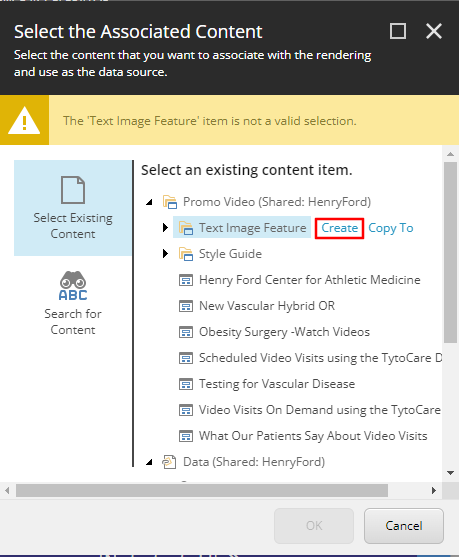 Select the Associated Content
Select the content that you want to associate with the rendering
and use as the data source.
The 'Text Image Feature' item is not a valid selection.
Select an existing content item.
Select Existing
Content
ABC
Search for
Content
Promo Video (Shared: HenryFord)
Text Image Feature Create Copy To
Style Guide
Henry Ford Center for Athletic Medicine
New Vascular Hybrid OR
Obesity Surgery -Watch Videos
Scheduled Video Visits using the TytoCare D
Testing for Vascular Disease
Video Visits On Demand using the TytoCare
What Our Patients Say About Video Visits
Data (Shared: HenryFord)
OK
Cancel